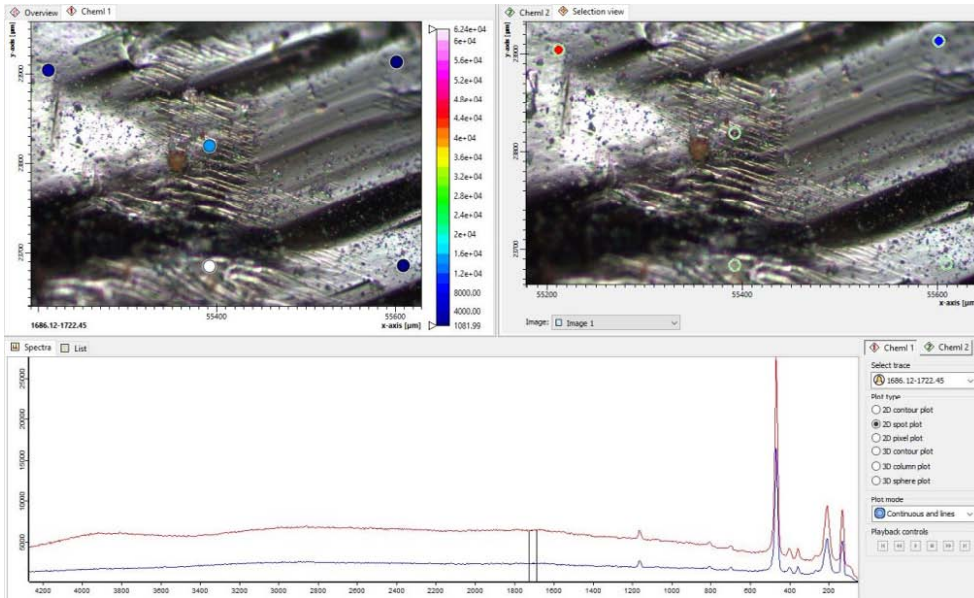 Overview ChemI 1
y-axis [µm]
23900
23800
23700
1686.12-1722.45
55400
55600
x-axis [µm]
6.24e+04
6e+04
5.6e+04
5.2e+04
4.8e+04
4.4e+04
4e+04
3.6e+04
3.2e+04
2.8e+04
2.4e+04
2e+04
1.6e+04
1.2e+04
8000.00
4000.00
1081.99
ChemI 2 Selection view
y-axis [µm]
23900
23800
23700
55200
55400
55600
x-axis [µm]
Image: Image 1
Spectra List
25000
20000
15000
10000
5000
4200 4000 3800 3600 3400 3200 3000 2800 2600 2400 2200 2000 1800 1600 1400 1200 1000 800 600 400 200
ChemI 1 ChemI 2
Select trace
1686.12-1722.45
Plot type
2D contour plot
2D spot plot
2D pixel plot
3D contour plot
3D column plot
3D sphere plot
Plot mode
Continuous and lines
Playback controls